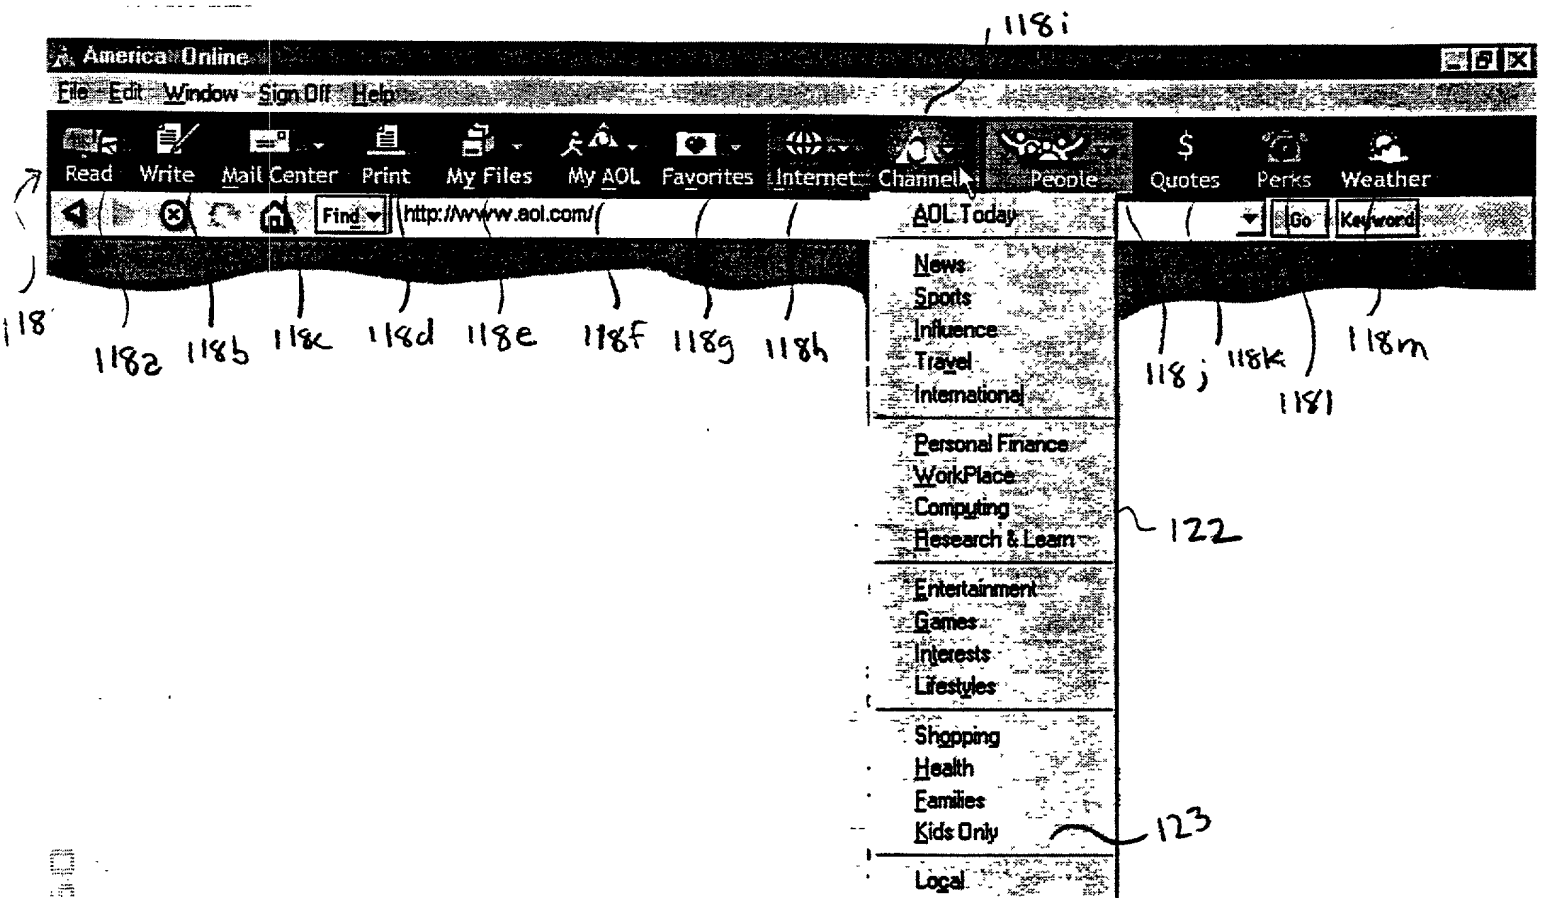 118i
America Online
File Edit Window Sign Off Help
Read Write Mail Center Print My Files My AOL Favorites Internet Channels People Quotes Perks Weather
Find http://www.aol.com/ Go Keyword
118
118a 118b 118c 118d 118e 118f 118g 118h 118j 118k 118l 118m
AOL Today
News
Sports
Influence
Travel
International
Personal Finance
WorkPlace
Computing
Research & Learn
122
Entertainment
Games
Interests
Lifestyles
Shopping
Health
Families
Kids Only
123
Local